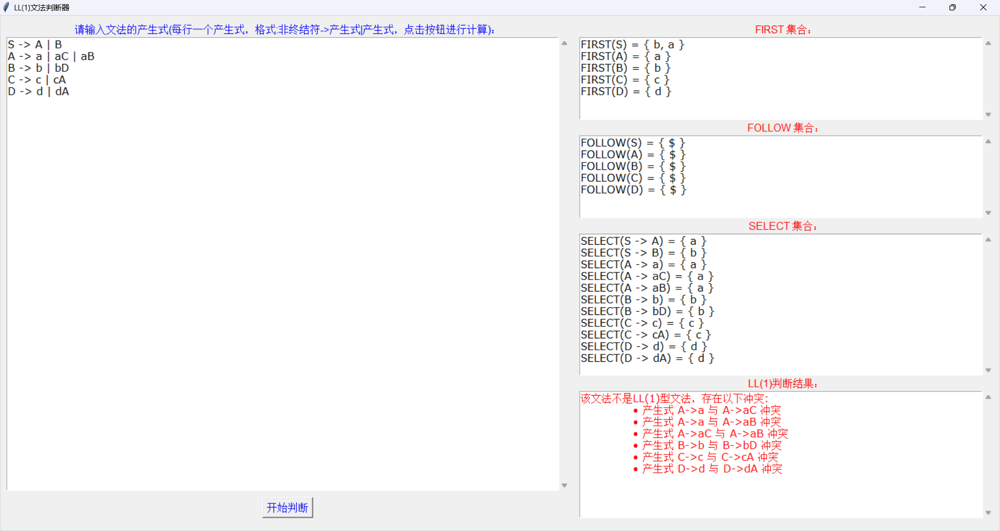 LL(1)文法判断器
请输入文法的产生式(每行一个产生式，格式:非终结符->产生式|产生式，点击按钮进行计算)：
S -> A | B
A -> a | aC | aB
B -> b | bD
C -> c | cA
D -> d | dA
开始判断
FIRST 集合：
FIRST(S) = { b, a }
FIRST(A) = { a }
FIRST(B) = { b }
FIRST(C) = { c }
FIRST(D) = { d }
FOLLOW 集合：
FOLLOW(S) = { $ }
FOLLOW(A) = { $ }
FOLLOW(B) = { $ }
FOLLOW(C) = { $ }
FOLLOW(D) = { $ }
SELECT 集合：
SELECT(S -> A) = { a }
SELECT(S -> B) = { b }
SELECT(A -> a) = { a }
SELECT(A -> aC) = { a }
SELECT(A -> aB) = { a }
SELECT(B -> b) = { b }
SELECT(B -> bD) = { b }
SELECT(C -> c) = { c }
SELECT(C -> cA) = { c }
SELECT(D -> d) = { d }
SELECT(D -> dA) = { d }
LL(1)判断结果：
该文法不是LL(1)型文法，存在以下冲突：
• 产生式 A->a 与 A->aC 冲突
• 产生式 A->a 与 A->aB 冲突
• 产生式 A->aC 与 A->aB 冲突
• 产生式 B->b 与 B->bD 冲突
• 产生式 C->c 与 C->cA 冲突
• 产生式 D->d 与 D->dA 冲突